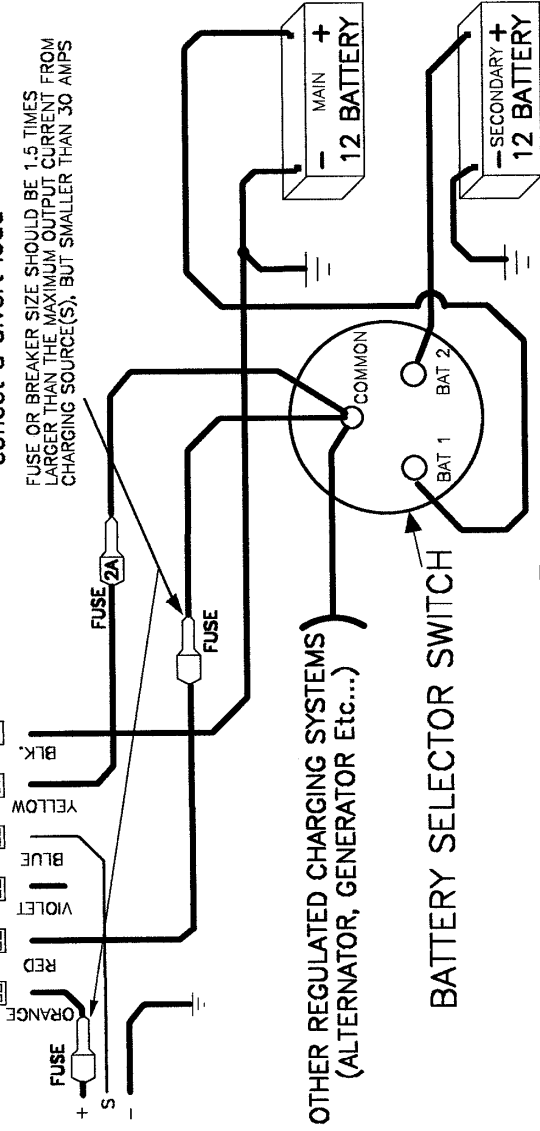 FUSE OR BREAKER SIZE SHOULD BE 1.5 TIMES
LARGER THAN THE MAXIMUM OUTPUT CURRENT FROM
CHARGING SOURCE(S), BUT SMALLER THAN 30 AMPS
MAIN
- +
12 BATTERY
SECONDARY
- +
12 BATTERY
COMMON
BAT 1
BAT 2
FUSE
2A
FUSE
BLK.
YELLOW
BLUE
VIOLET
RED
ORANGE
FUSE
+
S
-
OTHER REGULATED CHARGING SYSTEMS
(ALTERNATOR, GENERATOR Etc...)
BATTERY SELECTOR SWITCH